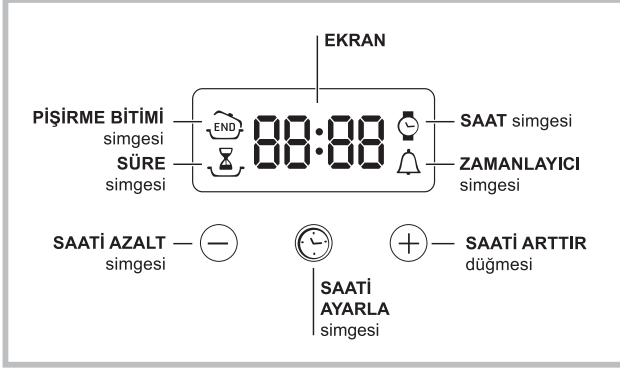 EKRAN
PİŞİRME BİTİMİ
simgesi
SÜRE
simgesi
END
88:88
SAAT simgesi
ZAMANLAYICI
simgesi
SAATİ AZALT
simgesi
SAATİ
AYARLA
simgesi
SAATİ ARTTIR
düğmesi